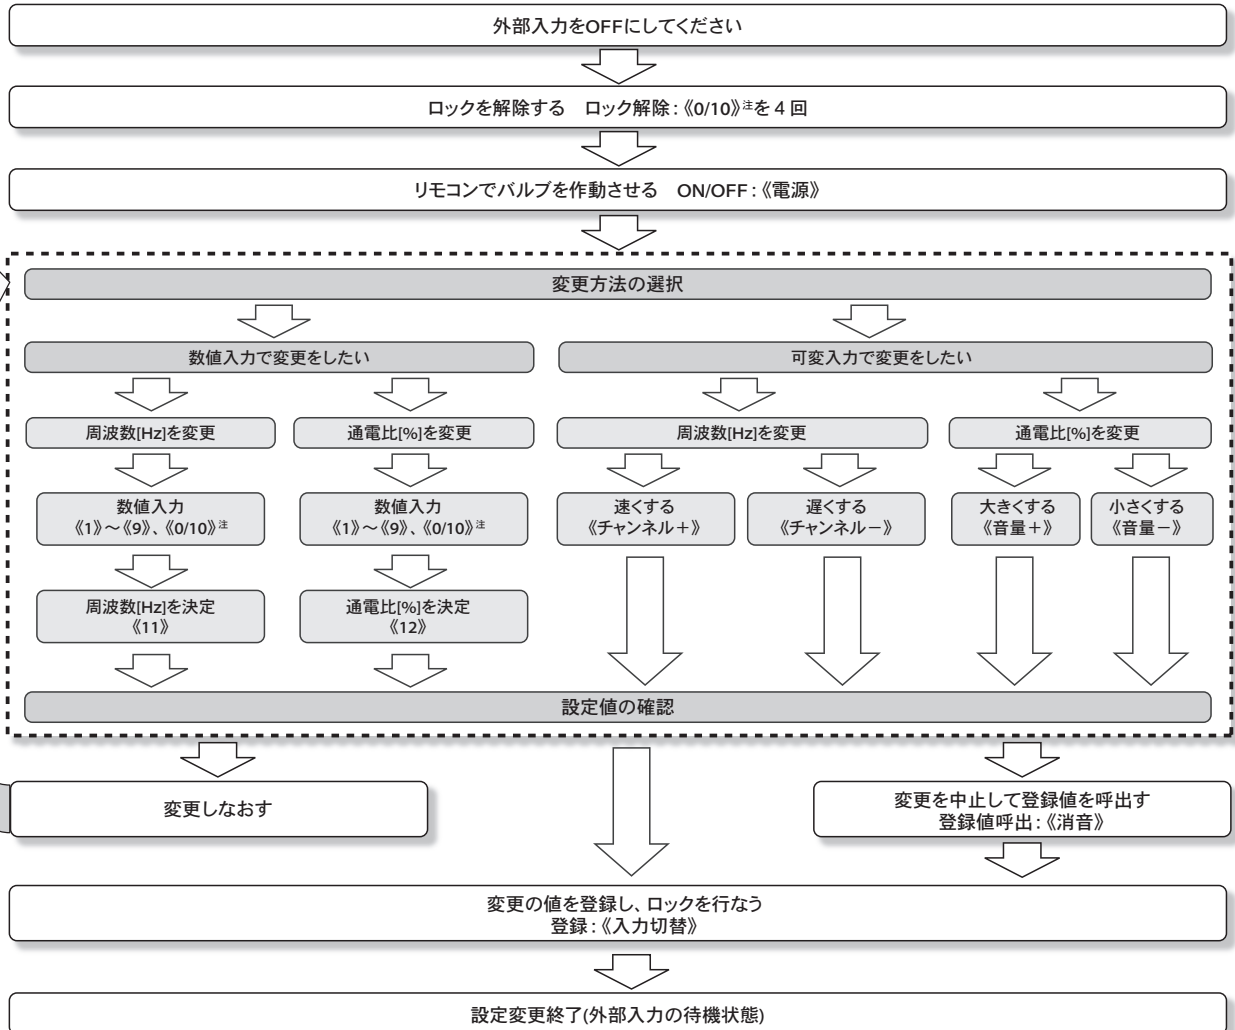 外部入力をOFFにしてください
ロックを解除する　ロック解除：《0/10》注を４回
リモコンでバルブを作動させる　ON/OFF：《電源》
変更方法の選択
数値入力で変更をしたい
可変入力で変更をしたい
周波数[Hz]を変更
通電比[%]を変更
周波数[Hz]を変更
通電比[%]を変更
数値入力
《1》～《9》、《0/10》注
数値入力
《1》～《9》、《0/10》注
速くする
《チャンネル＋》
遅くする
《チャンネルー》
大きくする
《音量＋》
小さくする
《音量－》
周波数[Hz]を決定
《11》
通電比[%]を決定
《12》
設定値の確認
変更しなおす
変更を中止して登録値を呼出す
登録値呼出：《消音》
変更の値を登録し、ロックを行なう
登録：《入力切替》
設定変更終了(外部入力の待機状態)